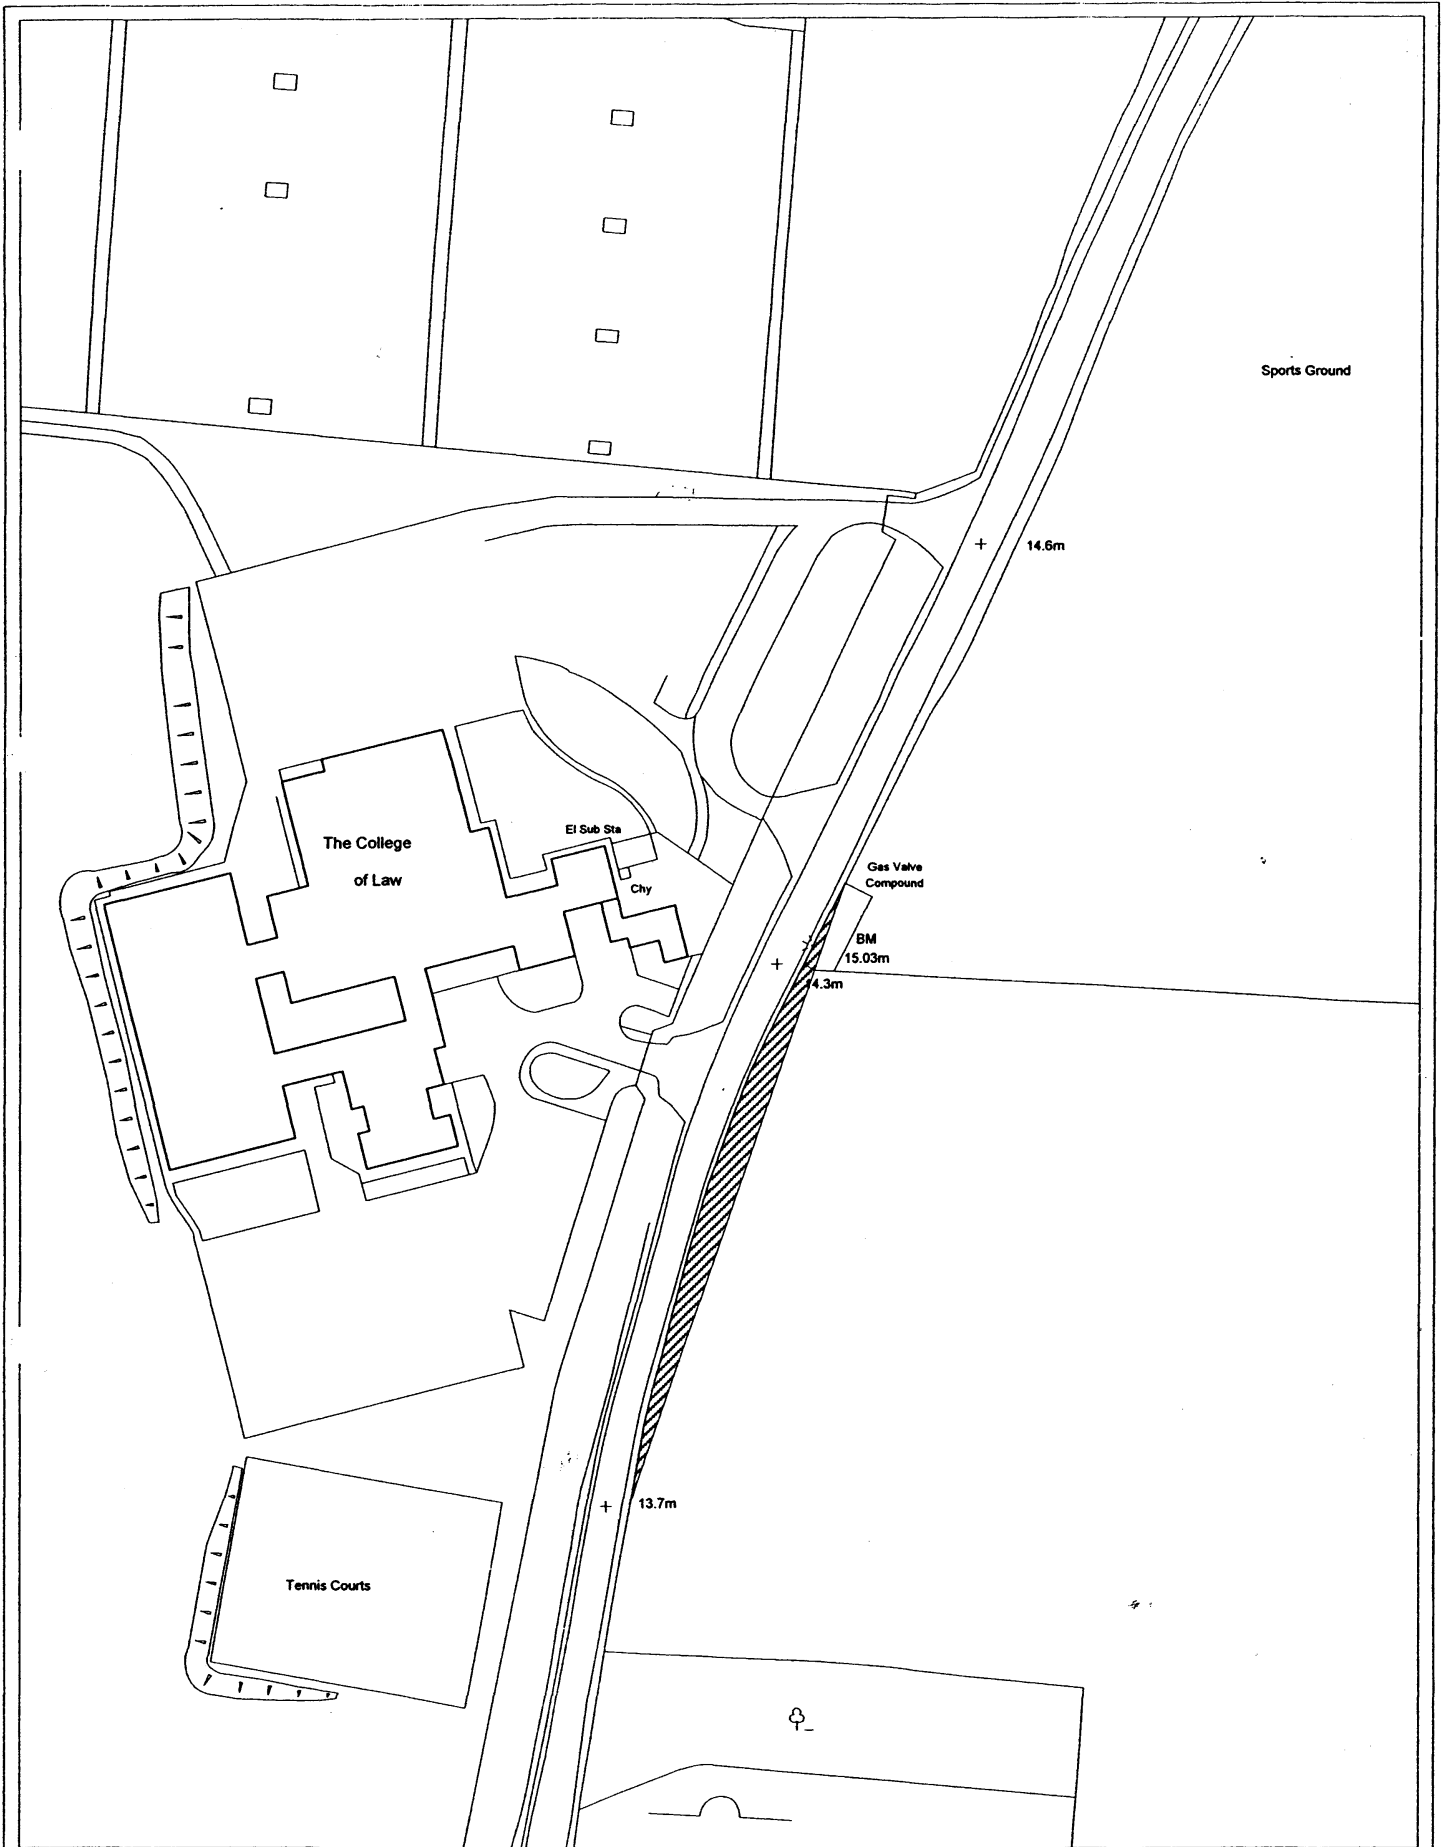 Sports Ground
14.6m
The College
of Law
El Sub Sta
Chy
Gas Valve
Compound
BM
15.03m
14.3m
13.7m
Tennis Courts